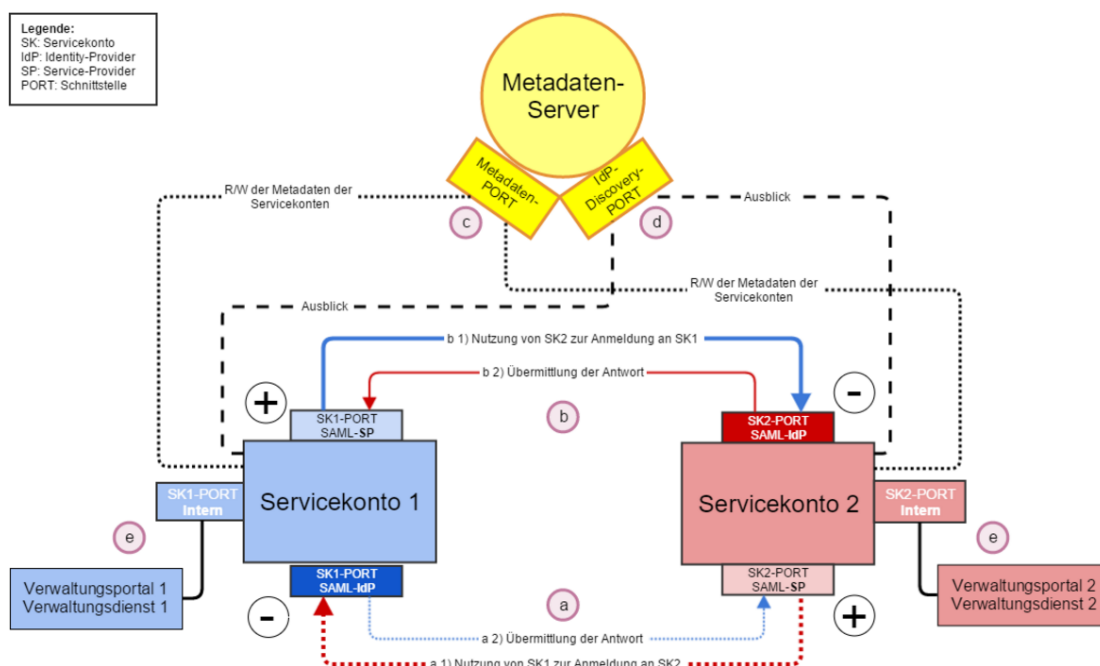 Legende:
SK: Servicekonto
IdP: Identity-Provider
SP: Service-Provider
PORT: Schnittstelle
Metadaten-
Server
Metadaten-
PORT
IdP-
Discovery-
PORT
c
d
R/W der Metadaten der
Servicekonten
Ausblick
R/W der Metadaten der
Servicekonten
Ausblick
b 1) Nutzung von SK2 zur Anmeldung an SK1
b 2) Übermittlung der Antwort
+
-
SK1-PORT
SAML-SP
b
SK2-PORT
SAML-IdP
Servicekonto 1
Servicekonto 2
SK1-PORT
Intern
SK2-PORT
Intern
e
e
Verwaltungsportal 1
Verwaltungsdienst 1
Verwaltungsportal 2
Verwaltungsdienst 2
SK1-PORT
SAML-IdP
SK2-PORT
SAML-SP
-
a
+
a 2) Übermittlung der Antwort
a 1) Nutzung von SK1 zur Anmeldung an SK2